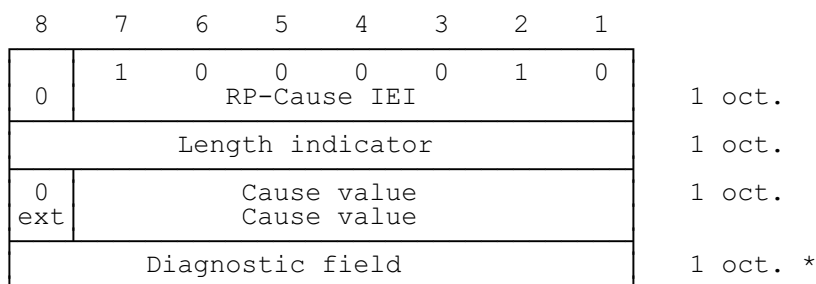 8 7 6 5 4 3 2 1
1 0 0 0 0 1 0
0 RP-Cause IEI 1 oct.
Length indicator 1 oct.
0 Cause value 1 oct.
ext Cause value
Diagnostic field 1 oct. *